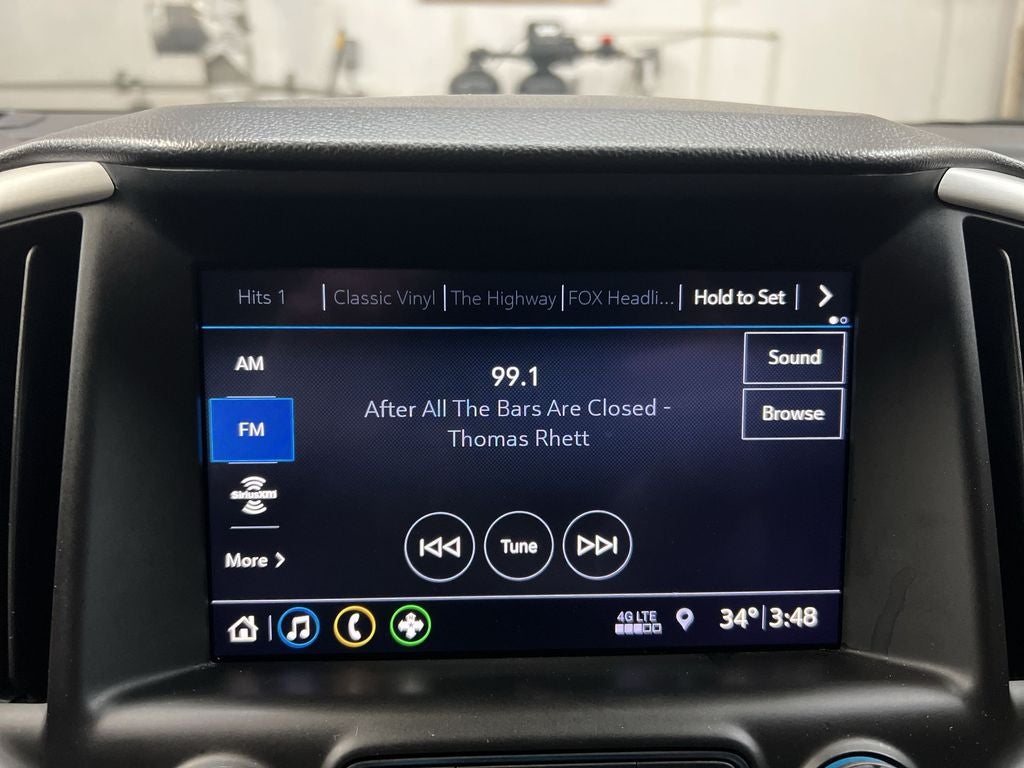 Hits 1 Classic Vinyl The Highway FOX Headli... Hold to Set
AM
99.1
Sound
After All The Bars Are Closed -
Thomas Rhett
Browse
FM
SiriusXM
More
Tune
4G LTE
34° 3:48